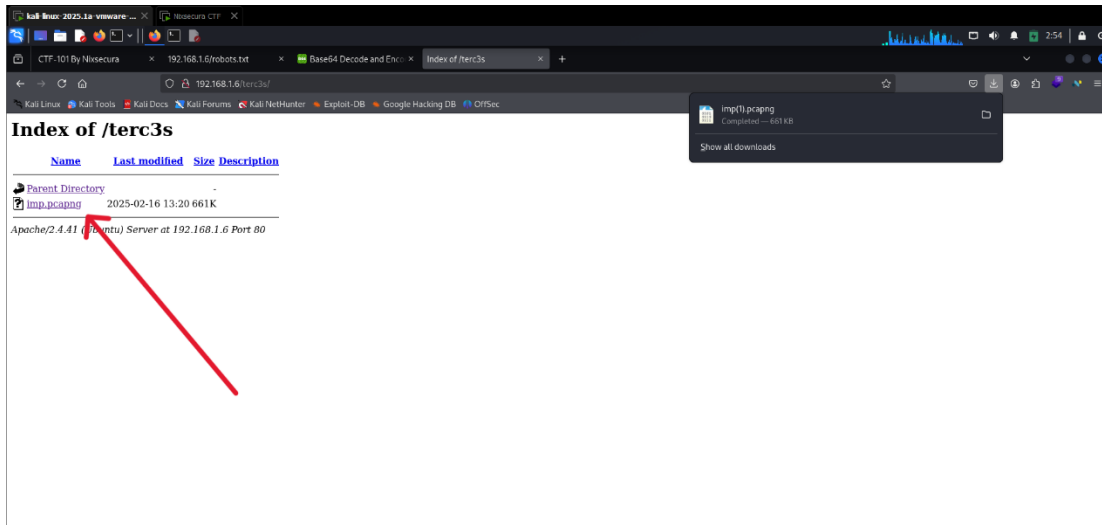 kali-linux-2025.1a-vmware-... Nixsecura CTF
2:54
CTF-101 By Nixsecura 192.168.1.6/robots.txt Base64 Decode and Enco Index of /terc3s
192.168.1.6/terc3s/
Kali Linux Kali Tools Kali Docs Kali Forums Kali NetHunter Exploit-DB Google Hacking DB OffSec
imp(1).pcapng
Completed — 661 KB
Show all downloads
Index of /terc3s
Name Last modified Size Description
Parent Directory -
imp.pcapng 2025-02-16 13:20 661K
Apache/2.4.41 (Ubuntu) Server at 192.168.1.6 Port 80